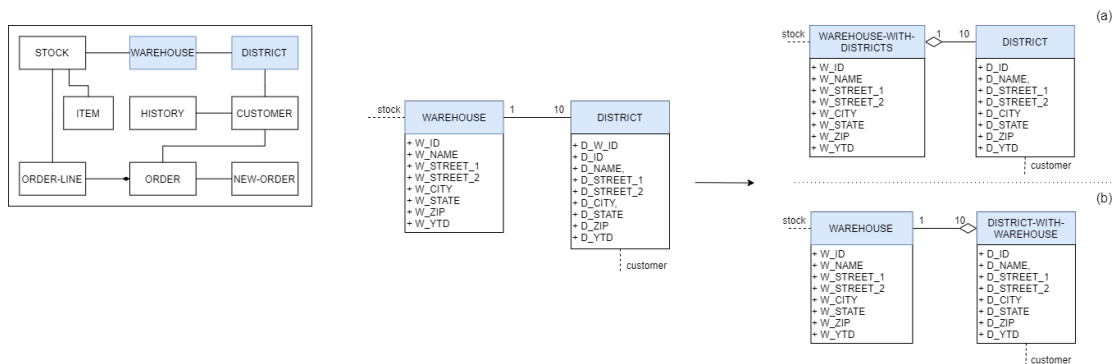 STOCK
WAREHOUSE
DISTRICT
ITEM
HISTORY
CUSTOMER
ORDER-LINE
ORDER
NEW-ORDER
stock
WAREHOUSE
1
10
DISTRICT
+ W_ID
+ W_NAME
+ W_STREET_1
+ W_STREET_2
+ W_CITY
+ W_STATE
+ W_ZIP
+ W_YTD
+ D_W_ID
+ D_ID
+ D_NAME,
+ D_STREET_1
+ D_STREET_2
+ D_CITY,
+ D_STATE
+ D_ZIP
+ D_YTD
customer
(a)
stock
WAREHOUSE-WITH-
DISTRICTS
1
10
DISTRICT
+ W_ID
+ W_NAME
+ W_STREET_1
+ W_STREET_2
+ W_CITY
+ W_STATE
+ W_ZIP
+ W_YTD
+ D_ID
+ D_NAME,
+ D_STREET_1
+ D_STREET_2
+ D_CITY
+ D_STATE
+ D_ZIP
+ D_YTD
customer
(b)
stock
WAREHOUSE
1
10
DISTRICT-WITH-
WAREHOUSE
+ W_ID
+ W_NAME
+ W_STREET_1
+ W_STREET_2
+ W_CITY
+ W_STATE
+ W_ZIP
+ W_YTD
+ D_ID
+ D_NAME,
+ D_STREET_1
+ D_STREET_2
+ D_CITY
+ D_STATE
+ D_ZIP
+ D_YTD
customer